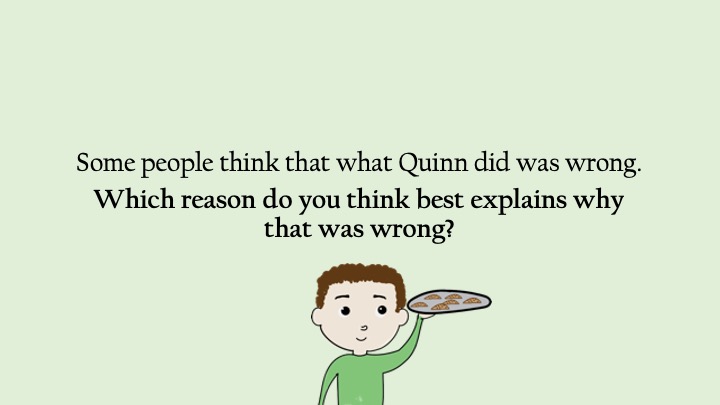 Some people think that what Quinn did was wrong.
Which reason do you think best explains why
that was wrong?